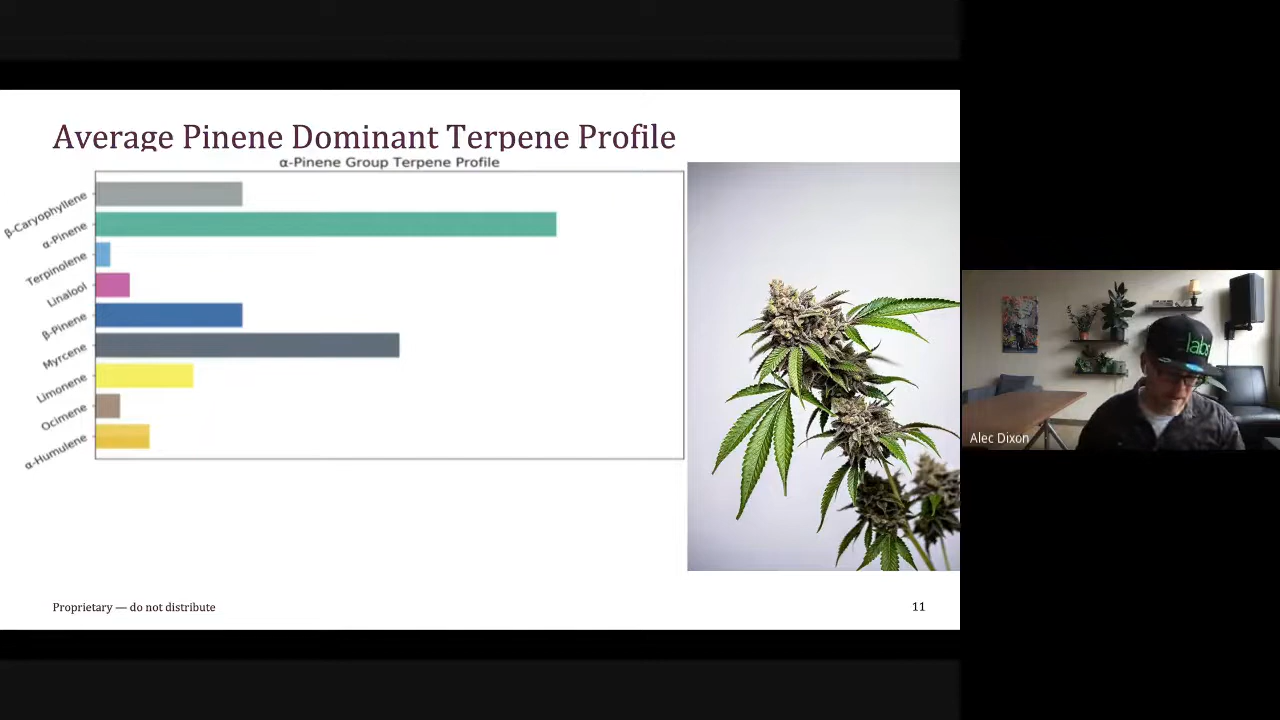 Average Pinene Dominant Terpene Profile
α-Pinene Group Terpene Profile
β-Caryophyllene
α-Pinene
Terpinolene
Linalool
β-Pinene
Myrcene
Limonene
Ocimene
α-Humulene
Proprietary — do not distribute
11
labs
Alec Dixon